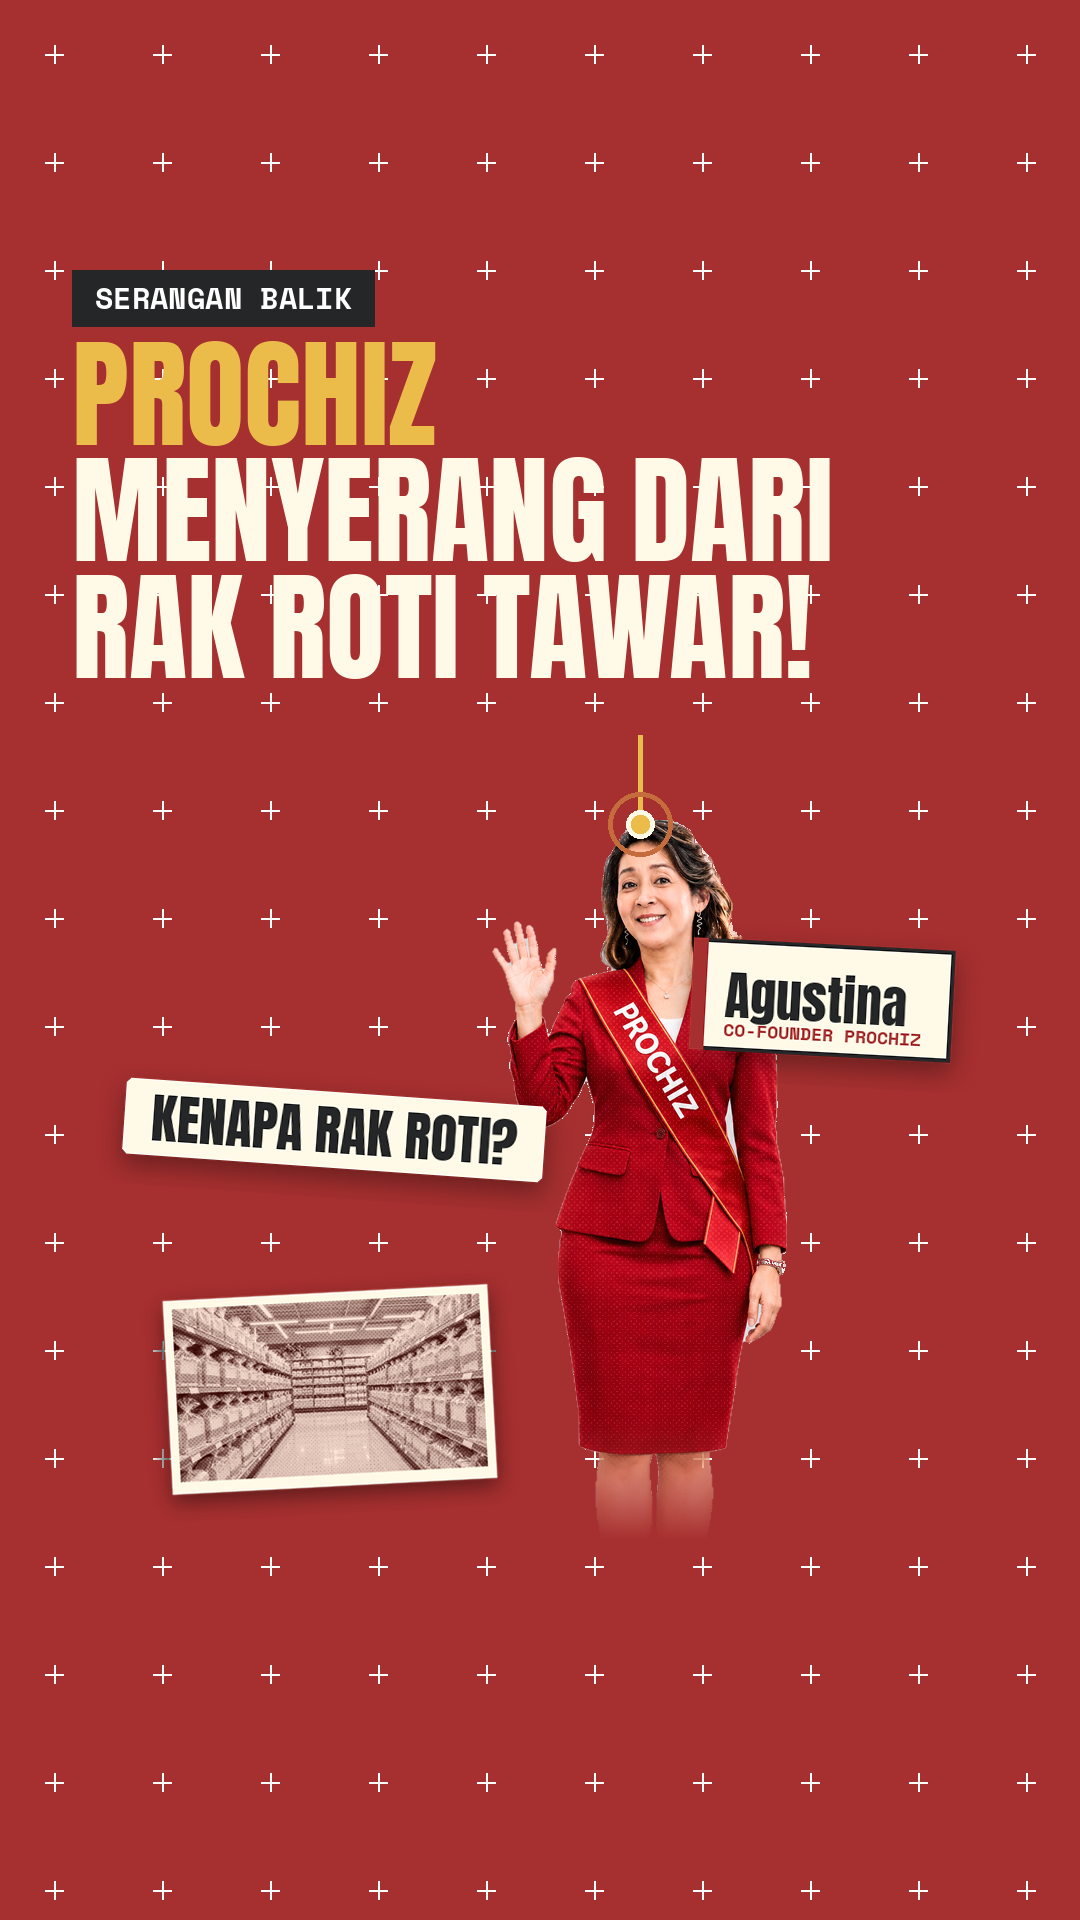 SERANGAN BALIK
PROCHIZ
MENYERANG DARI
RAK ROTI TAWAR!
Agustina
CO-FOUNDER PROCHIZ
PROCHIZ
KENAPA RAK ROTI?